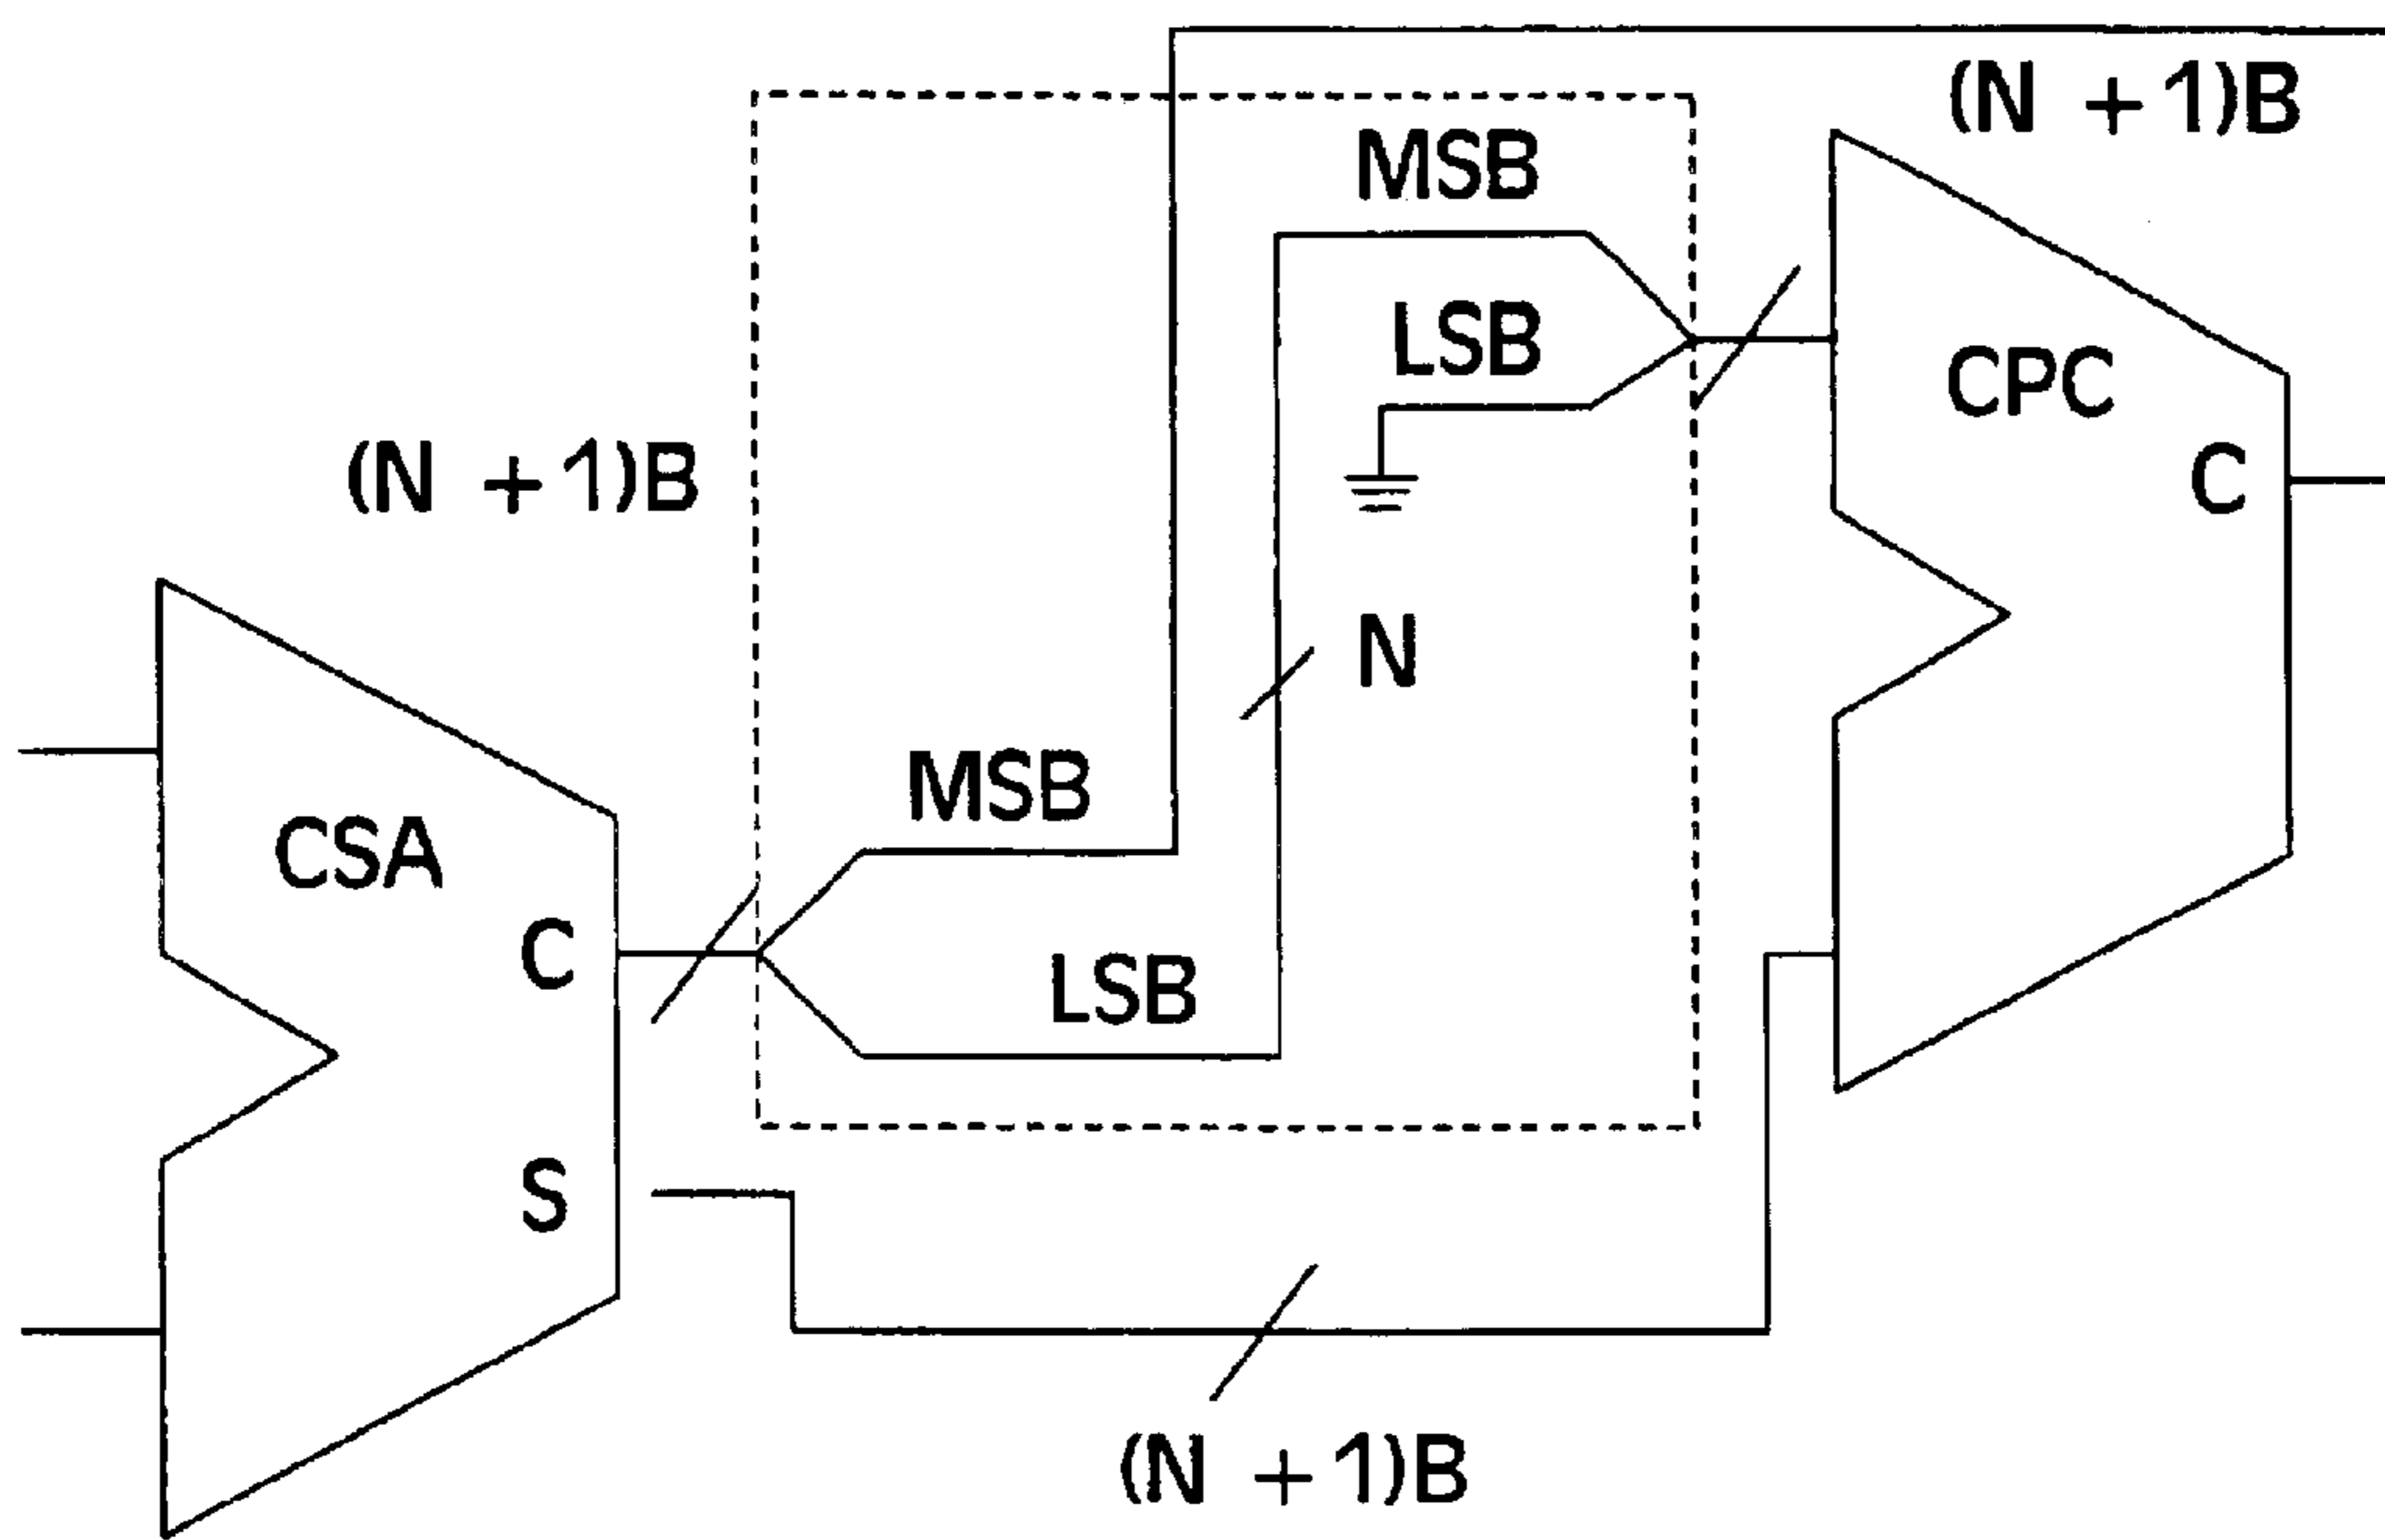 (N + 1)B
MSB
LSB
CPC
C
(N + 1)B
N
MSB
CSA
C
LSB
S
(N + 1)B